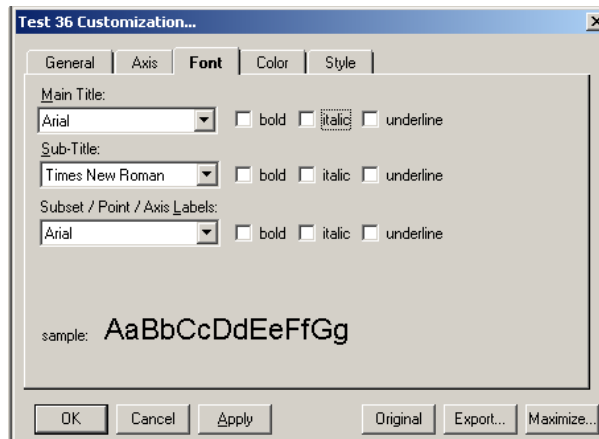 Test 36 Customization...
General Axis Font Color Style
Main Title:
Arial bold italic underline
Sub-Title:
Times New Roman bold italic underline
Subset / Point / Axis Labels:
Arial bold italic underline
sample: AaBbCcDdEeFfGg
OK Cancel Apply Original Export... Maximize...